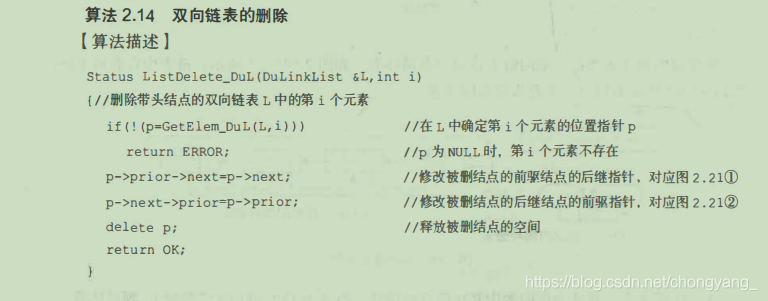 算法 2.14 双向链表的删除
【算法描述】
Status ListDelete_DuL(DuLinkList &L,int i)
{//删除带头结点的双向链表 L 中的第 i 个元素
if(!(p=GetElem_DuL(L,i))) //在 L 中确定第 i 个元素的位置指针 p
return ERROR; //p 为 NULL 时，第 i 个元素不存在
p->prior->next=p->next; //修改被删结点的前驱结点的后继指针，对应图 2.21①
p->next->prior=p->prior; //修改被删结点的后继结点的前驱指针，对应图 2.21②
delete p; //释放被删结点的空间
return OK;
}
https://blog.csdn.net/chongyang_